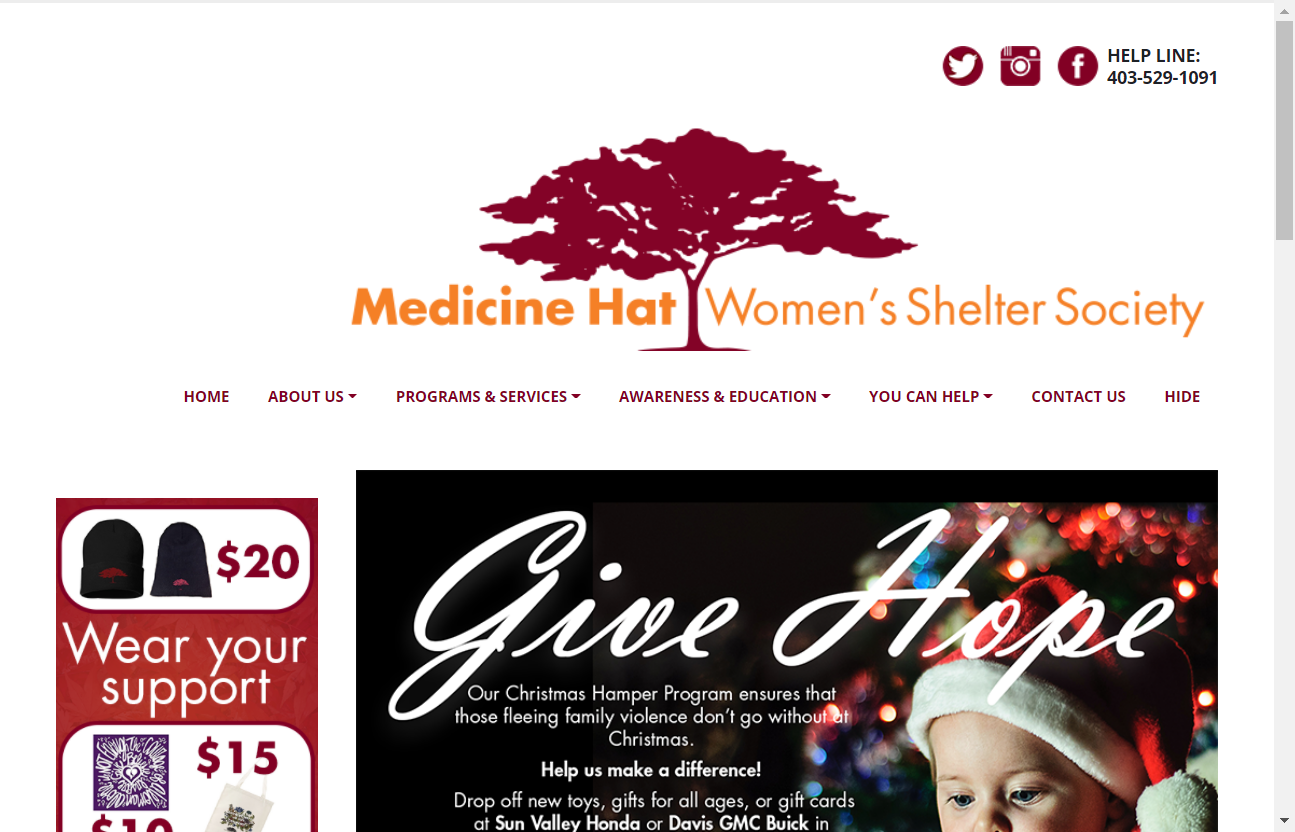 HELP LINE:
403-529-1091
Medicine Hat Women's Shelter Society
HOME ABOUT US PROGRAMS & SERVICES AWARENESS & EDUCATION YOU CAN HELP CONTACT US HIDE
$20
Wear your
support
$15
$10
Give Hope
Our Christmas Hamper Program ensures that
those fleeing family violence don't go without at
Christmas.
Help us make a difference!
Drop off new toys, gifts for all ages, or gift cards
at Sun Valley Honda or Davis GMC Buick in